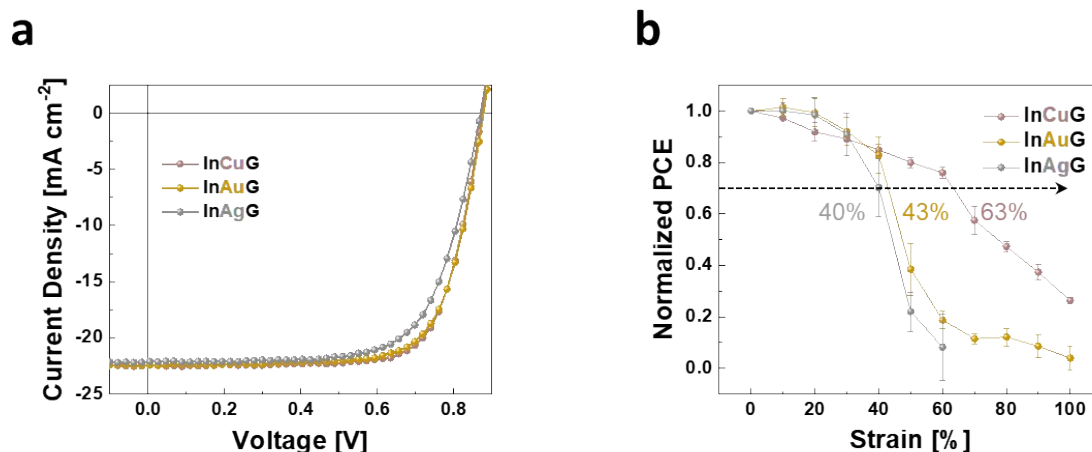 a
Current Density [mA cm-2]
0
-5
-10
-15
-20
-25
InCuG
InAuG
InAgG
0.0 0.2 0.4 0.6 0.8
Voltage [V]
b
Normalized PCE
1.0
0.8
0.6
0.4
0.2
0.0
InCuG
InAuG
InAgG
40% 43% 63%
0 20 40 60 80 100
Strain [%]